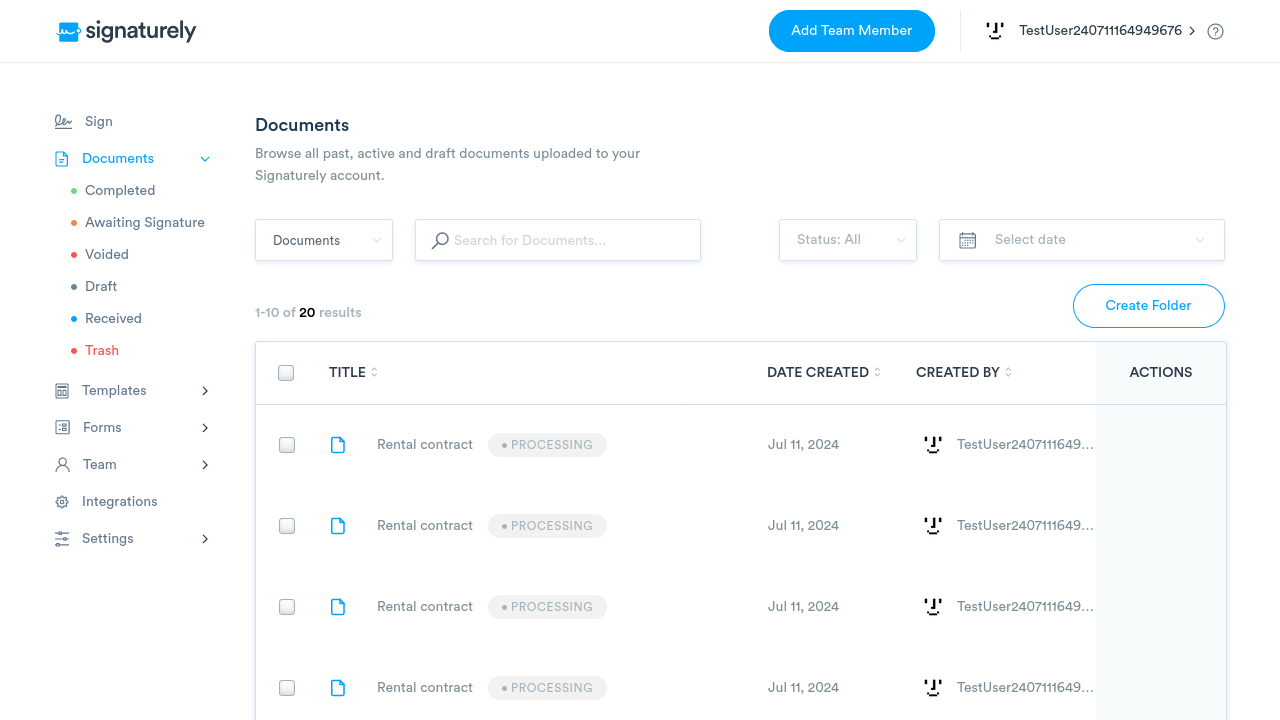 signaturely
Add Team Member
TestUser240711164949676
Sign
Documents
Completed
Awaiting Signature
Voided
Draft
Received
Trash
Templates
Forms
Team
Integrations
Settings
Documents
Browse all past, active and draft documents uploaded to your
Signaturely account.
Documents
Search for Documents...
Status: All
Select date
1-10 of 20 results
Create Folder
TITLE DATE CREATED CREATED BY ACTIONS
Rental contract PROCESSING Jul 11, 2024 TestUser2407111649...
Rental contract PROCESSING Jul 11, 2024 TestUser2407111649...
Rental contract PROCESSING Jul 11, 2024 TestUser2407111649...
Rental contract PROCESSING Jul 11, 2024 TestUser2407111649...